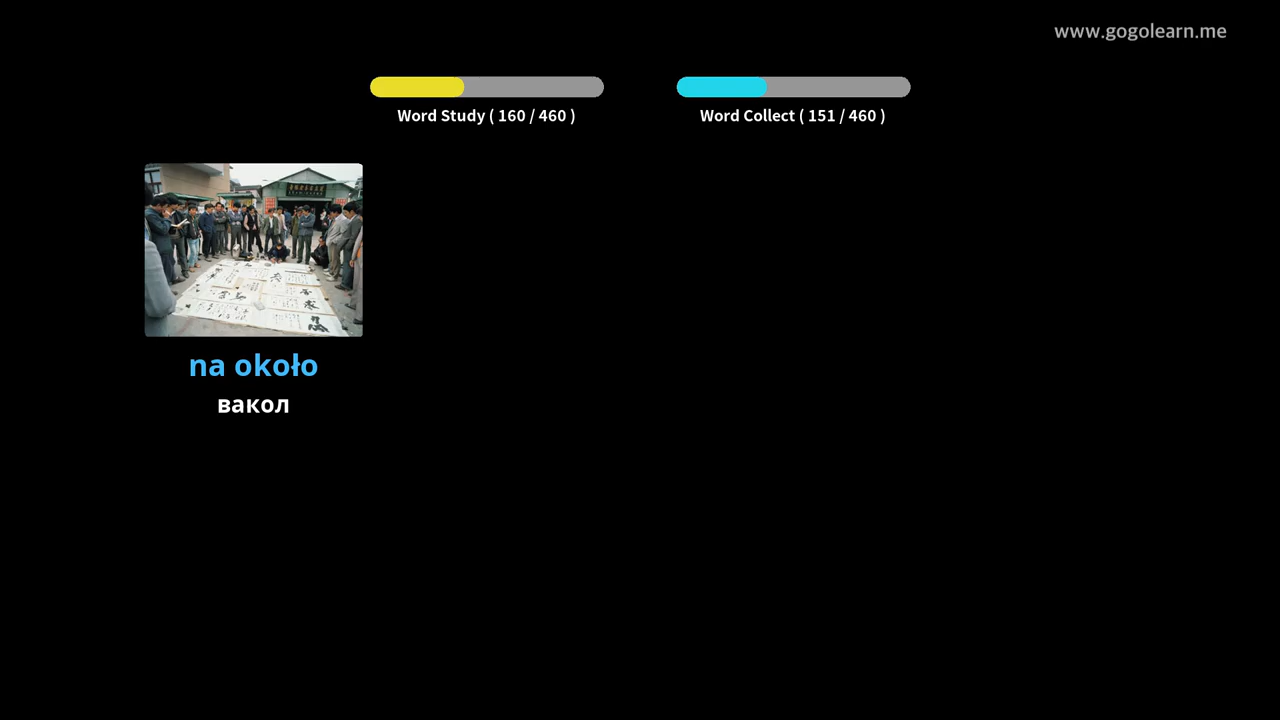 www.gogolearn.me
Word Study ( 160 / 460 )
Word Collect ( 151 / 460 )
na około
вакол